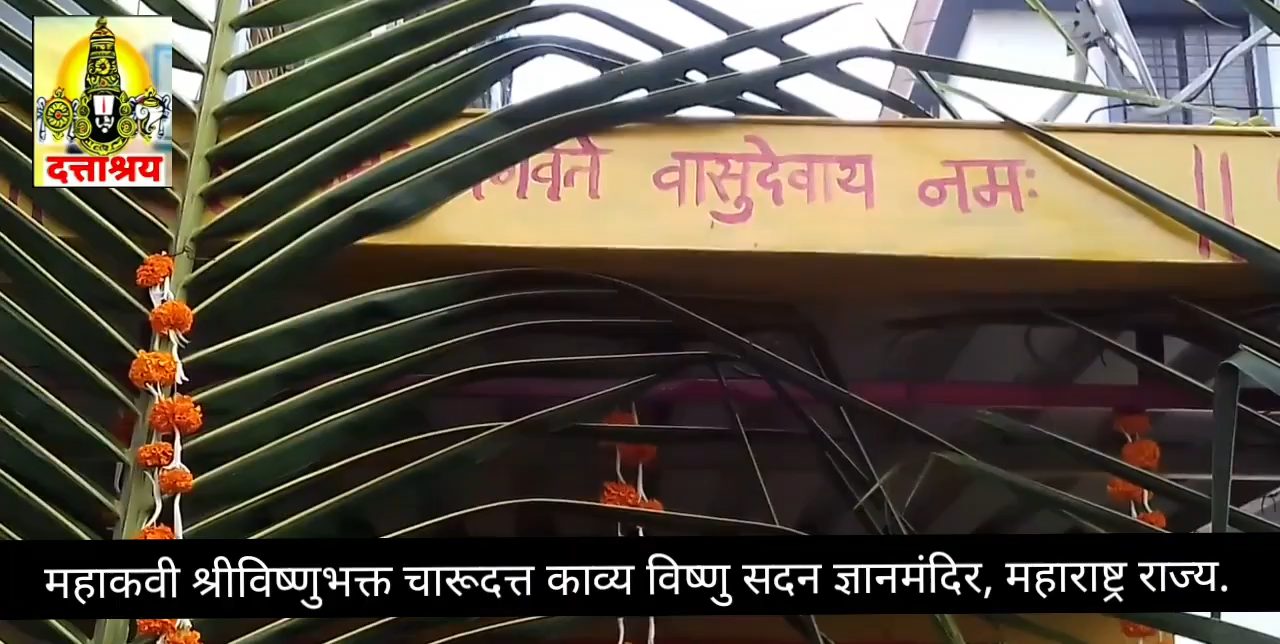 वासुदेवाय नमः ||
दत्ताश्रय
महाकवी श्रीविष्णुभक्त चारूदत्त काव्य विष्णु सदन ज्ञानमंदिर, महाराष्ट्र राज्य.